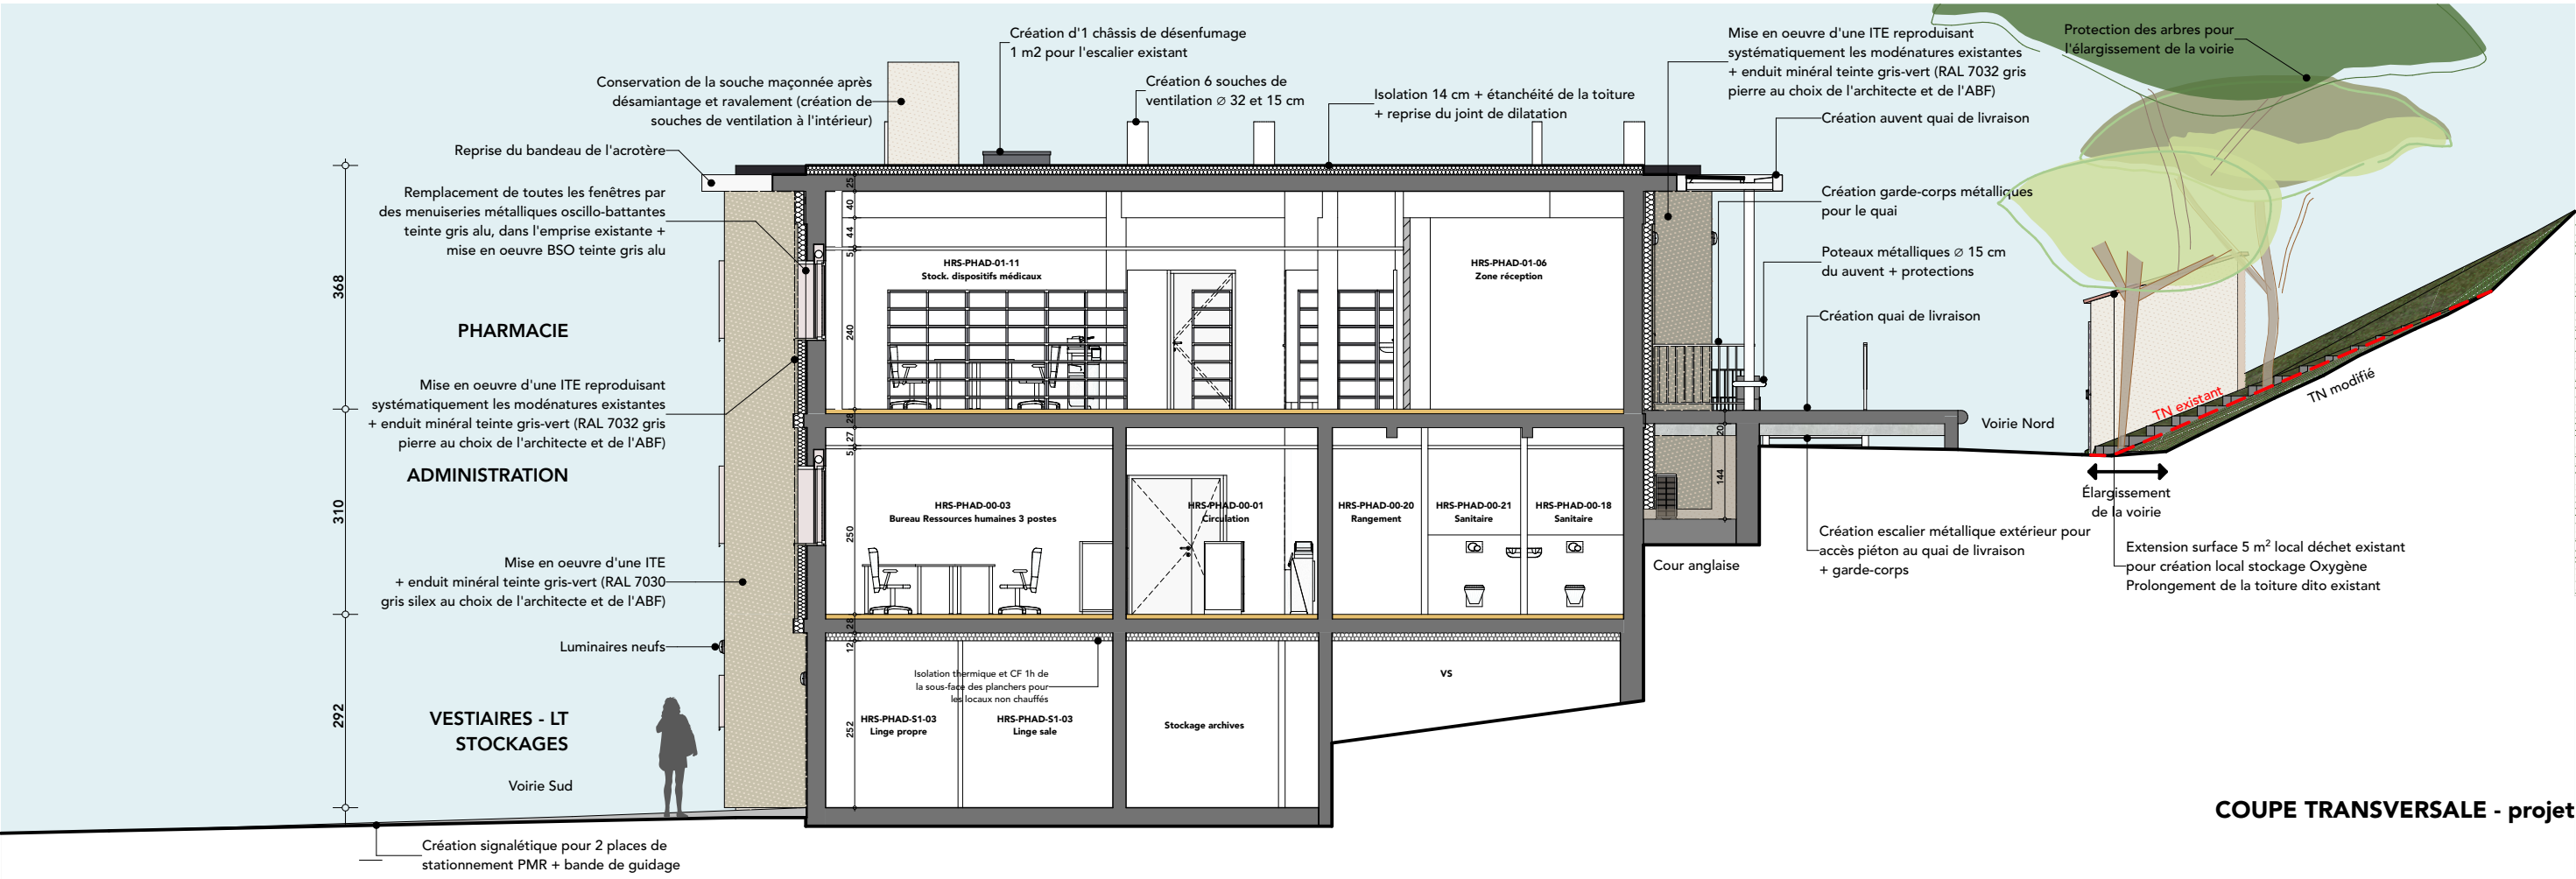 Création d'1 châssis de désenfumage
1 m2 pour l'escalier existant
Conservation de la souche maçonnée après
désamiantage et ravalement (création de
souches de ventilation à l'intérieur)
Création 6 souches de
ventilation ⌀ 32 et 15 cm
Isolation 14 cm + étanchéité de la toiture
+ reprise du joint de dilatation
Mise en oeuvre d'une ITE reproduisant
systématiquement les modénatures existantes
+ enduit minéral teinte gris-vert (RAL 7032 gris
pierre au choix de l'architecte et de l'ABF)
Protection des arbres pour
l'élargissement de la voirie
Création auvent quai de livraison
Reprise du bandeau de l'acrotère
Remplacement de toutes les fenêtres par
des menuiseries métalliques oscillo-battantes
teinte gris alu, dans l'emprise existante +
mise en oeuvre BSO teinte gris alu
Création garde-corps métalliques
pour le quai
Poteaux métalliques ⌀ 15 cm
du auvent + protections
Création quai de livraison
368
25
40
44
5
240
28
HRS-PHAD-01-11
Stock. dispositifs médicaux
HRS-PHAD-01-06
Zone réception
PHARMACIE
Mise en oeuvre d'une ITE reproduisant
systématiquement les modénatures existantes
+ enduit minéral teinte gris-vert (RAL 7032 gris
pierre au choix de l'architecte et de l'ABF)
TN existant
TN modifié
Voirie Nord
ADMINISTRATION
310
27
5
250
28
20
144
HRS-PHAD-00-03
Bureau Ressources humaines 3 postes
HRS-PHAD-00-01
Circulation
HRS-PHAD-00-20
Rangement
HRS-PHAD-00-21
Sanitaire
HRS-PHAD-00-18
Sanitaire
Élargissement
de la voirie
Création escalier métallique extérieur pour
accès piéton au quai de livraison
+ garde-corps
Extension surface 5 m² local déchet existant
pour création local stockage Oxygène
Prolongement de la toiture dito existant
Cour anglaise
Mise en oeuvre d'une ITE
+ enduit minéral teinte gris-vert (RAL 7030
gris silex au choix de l'architecte et de l'ABF)
Luminaires neufs
12
252
292
Isolation thermique et CF 1h de
la sous-face des planchers pour
les locaux non chauffés
VS
HRS-PHAD-S1-03
Linge propre
HRS-PHAD-S1-03
Linge sale
Stockage archives
VESTIAIRES - LT
STOCKAGES
Voirie Sud
COUPE TRANSVERSALE - projet
Création signalétique pour 2 places de
stationnement PMR + bande de guidage